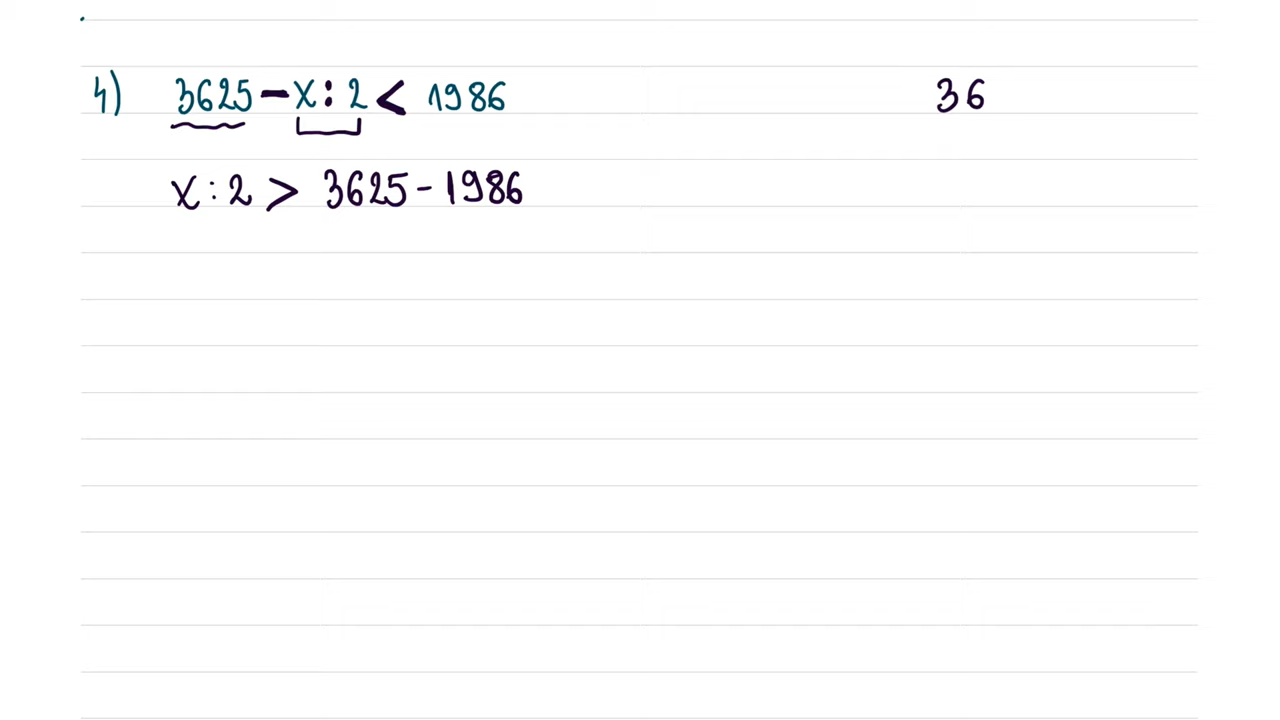 4) 3625 - x : 2 < 1986
36
x : 2 > 3625 - 1986